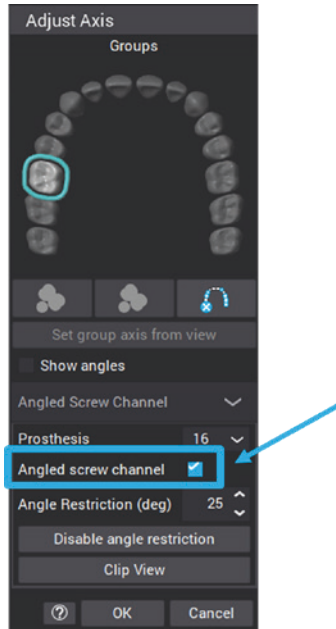 Adjust Axis
Groups
Set group axis from view
Show angles
Angled Screw Channel
Prosthesis 16
Angled screw channel
Angle Restriction (deg) 25
Disable angle restriction
Clip View
? OK Cancel